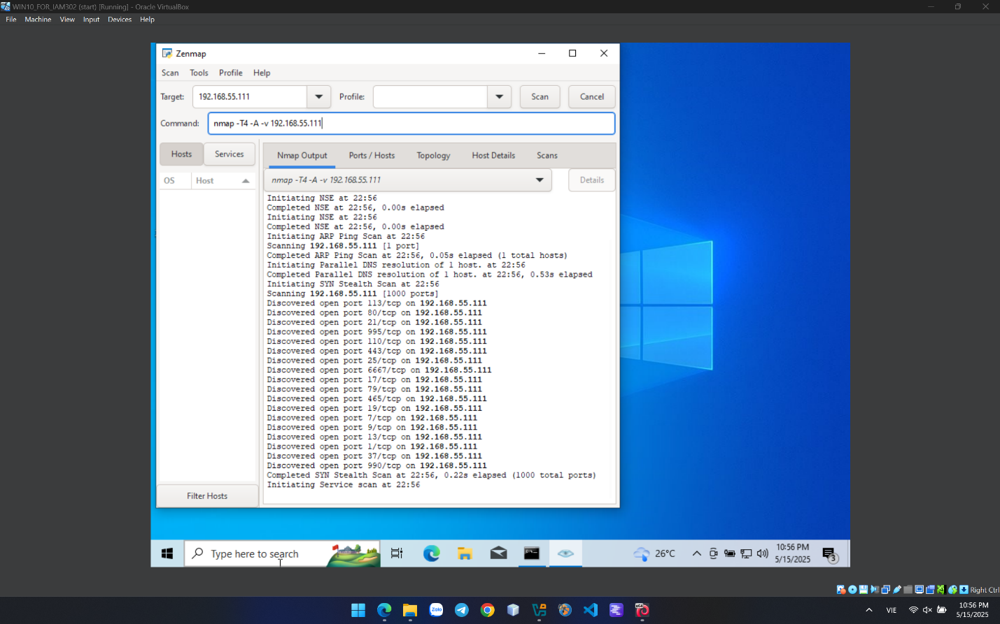 WIN10_FOR_IAM302 (start) [Running] - Oracle VirtualBox
File Machine View Input Devices Help
Zenmap
Scan Tools Profile Help
Target: 192.168.55.111 Profile: Scan Cancel
Command: nmap -T4 -A -v 192.168.55.111
Hosts Services Nmap Output Ports / Hosts Topology Host Details Scans
OS Host nmap -T4 -A -v 192.168.55.111 Details
Initiating NSE at 22:56
Completed NSE at 22:56, 0.00s elapsed
Initiating NSE at 22:56
Completed NSE at 22:56, 0.00s elapsed
Initiating ARP Ping Scan at 22:56
Scanning 192.168.55.111 [1 port]
Completed ARP Ping Scan at 22:56, 0.05s elapsed (1 total hosts)
Initiating Parallel DNS resolution of 1 host. at 22:56
Completed Parallel DNS resolution of 1 host. at 22:56, 0.53s elapsed
Initiating SYN Stealth Scan at 22:56
Scanning 192.168.55.111 [1000 ports]
Discovered open port 113/tcp on 192.168.55.111
Discovered open port 80/tcp on 192.168.55.111
Discovered open port 21/tcp on 192.168.55.111
Discovered open port 995/tcp on 192.168.55.111
Discovered open port 110/tcp on 192.168.55.111
Discovered open port 443/tcp on 192.168.55.111
Discovered open port 25/tcp on 192.168.55.111
Discovered open port 6667/tcp on 192.168.55.111
Discovered open port 17/tcp on 192.168.55.111
Discovered open port 79/tcp on 192.168.55.111
Discovered open port 465/tcp on 192.168.55.111
Discovered open port 19/tcp on 192.168.55.111
Discovered open port 7/tcp on 192.168.55.111
Discovered open port 9/tcp on 192.168.55.111
Discovered open port 13/tcp on 192.168.55.111
Discovered open port 1/tcp on 192.168.55.111
Discovered open port 37/tcp on 192.168.55.111
Discovered open port 990/tcp on 192.168.55.111
Completed SYN Stealth Scan at 22:56, 0.22s elapsed (1000 total ports)
Initiating Service scan at 22:56
Filter Hosts
Type here to search
26°C
10:56 PM
5/15/2025
3
Right Ctrl
Zalo
VIE
10:56 PM
5/15/2025